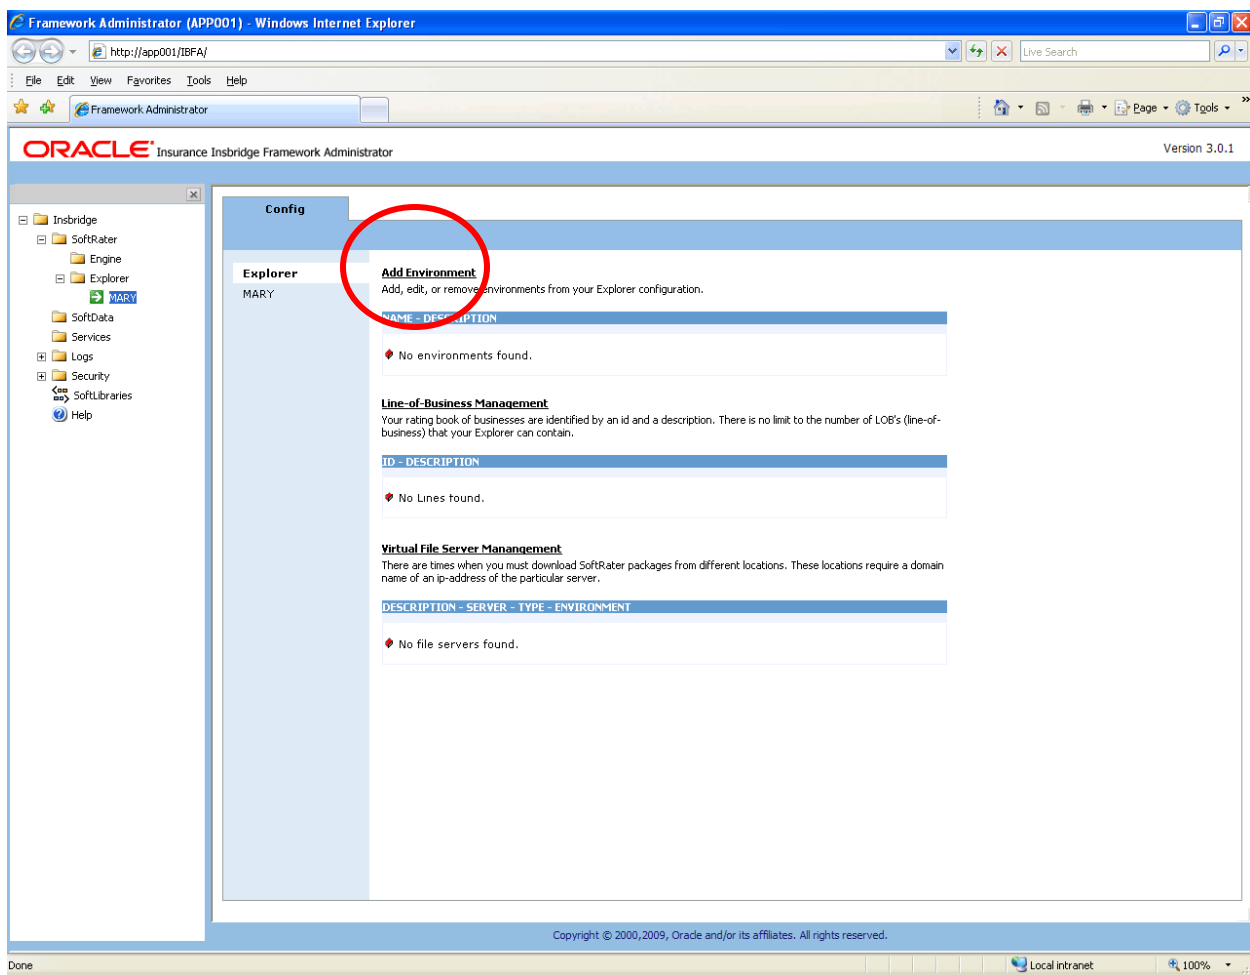 Framework Administrator (APP001) - Windows Internet Explorer
http://app001/IBFA/
Live Search
File Edit View Favorites Tools Help
Framework Administrator
Page Tools
ORACLE Insurance Insbridge Framework Administrator
Version 3.0.1
Insbridge
SoftRater
Engine
Explorer
MARY
SoftData
Services
Logs
Security
SoftLibraries
Help
Config
Explorer
MARY
Add Environment
Add, edit, or remove environments from your Explorer configuration.
NAME - DESCRIPTION
No environments found.
Line-of-Business Management
Your rating book of businesses are identified by an id and a description. There is no limit to the number of LOB's (line-of-
business) that your Explorer can contain.
ID - DESCRIPTION
No Lines found.
Virtual File Server Manangement
There are times when you must download SoftRater packages from different locations. These locations require a domain
name of an ip-address of the particular server.
DESCRIPTION - SERVER - TYPE - ENVIRONMENT
No file servers found.
Copyright © 2000,2009, Oracle and/or its affiliates. All rights reserved.
Done
Local intranet
100%